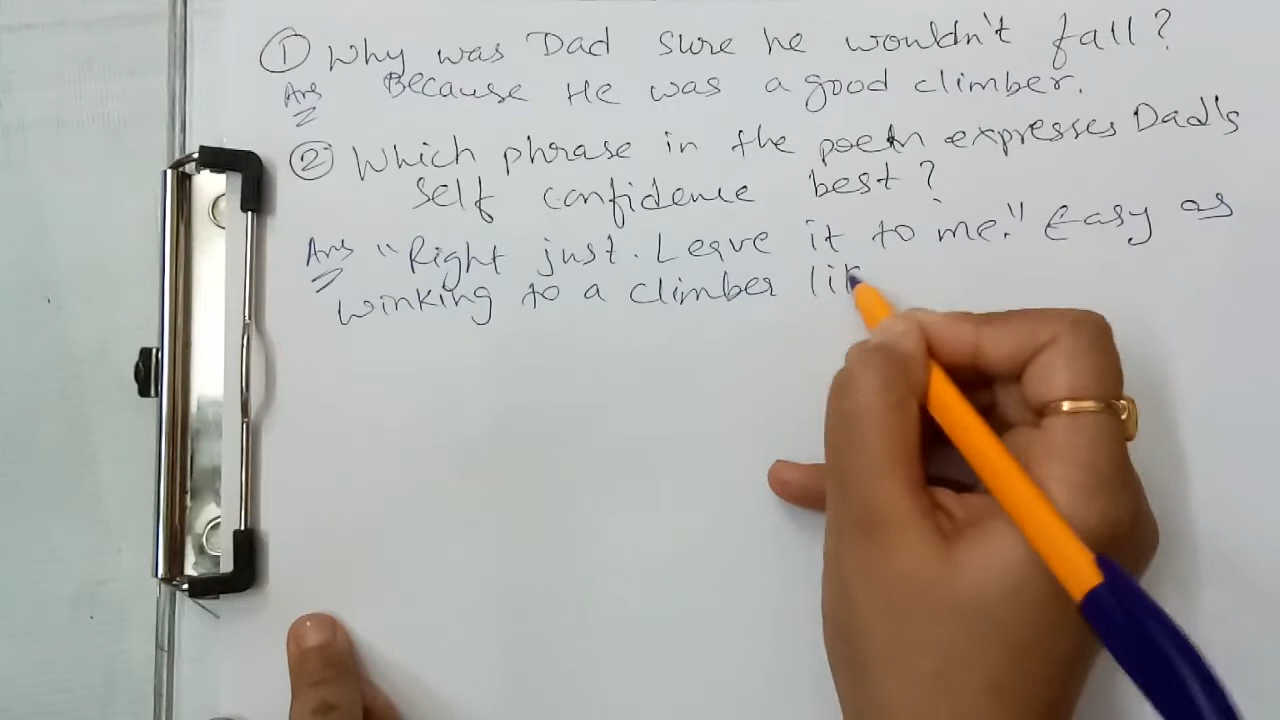 ① Why was Dad sure he wouldn't fall?
Ans Because He was a good climber.
② Which phrase in the poem expresses Dad's
self confidence best?
Ans "Right just. Leave it to me." Easy as
winking to a climber lik